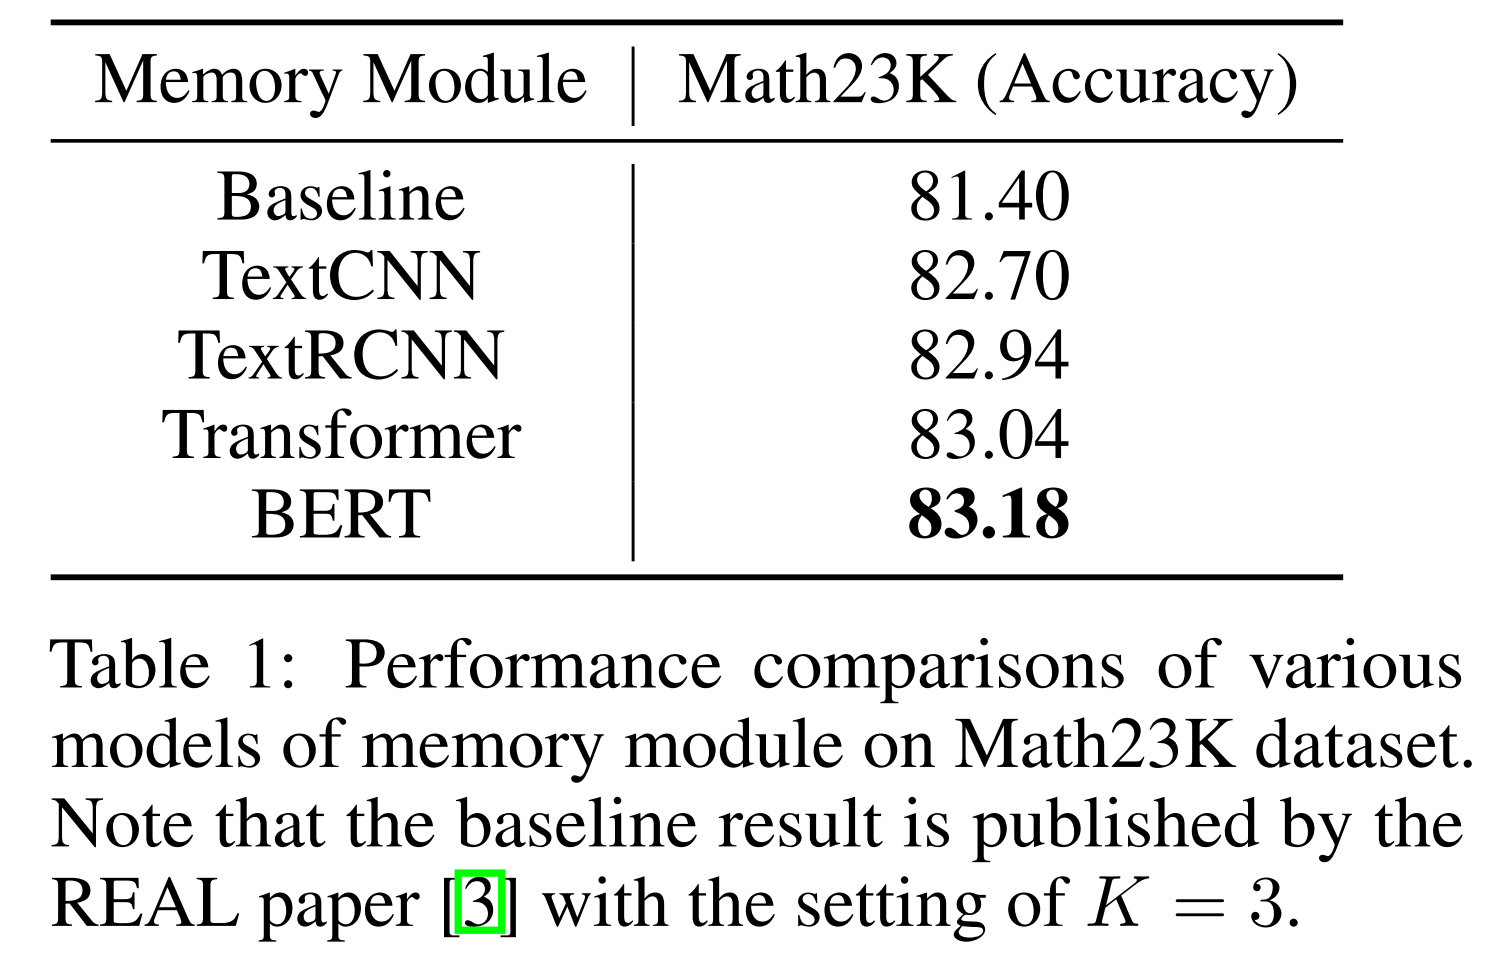 Memory Module Math23K (Accuracy)
Baseline 81.40
TextCNN 82.70
TextRCNN 82.94
Transformer 83.04
BERT 83.18
Table 1: Performance comparisons of various
models of memory module on Math23K dataset.
Note that the baseline result is published by the
REAL paper [3] with the setting of K = 3.